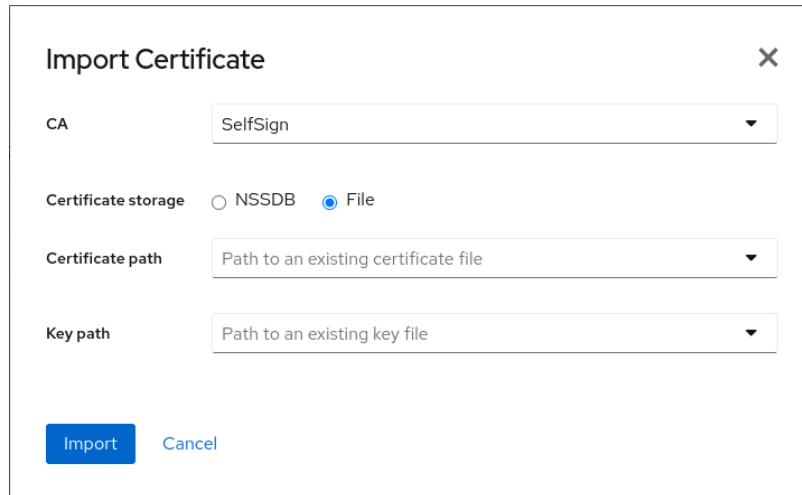 Import Certificate
CA SelfSign
Certificate storage NSSDB File
Certificate path Path to an existing certificate file
Key path Path to an existing key file
Import Cancel